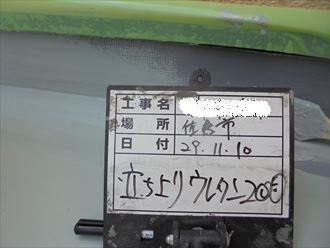 工事名
場所 佐倉市
日付 29.11.10
立ち上りウレタン2回目